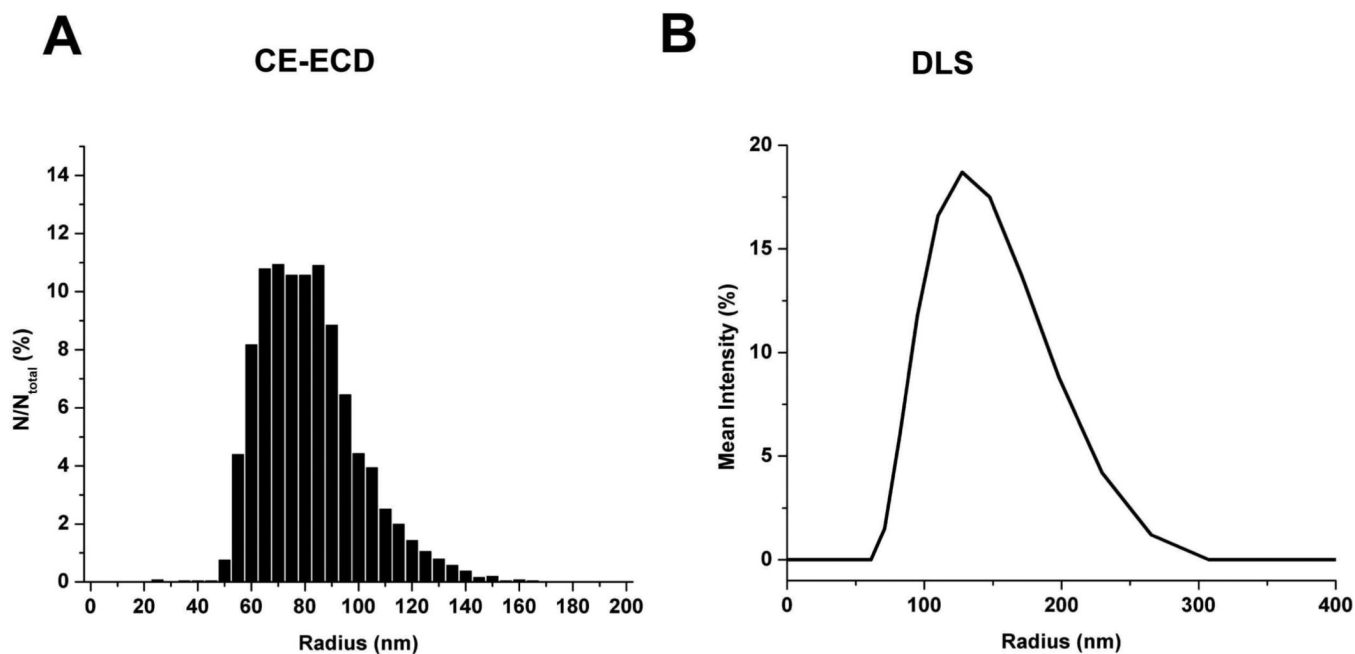 A
CE-ECD
N/N_total (%)
14
12
10
8
6
4
2
0
0 20 40 60 80 100 120 140 160 180 200
Radius (nm)
B
DLS
Mean Intensity (%)
20
15
10
5
0
0 100 200 300 400
Radius (nm)